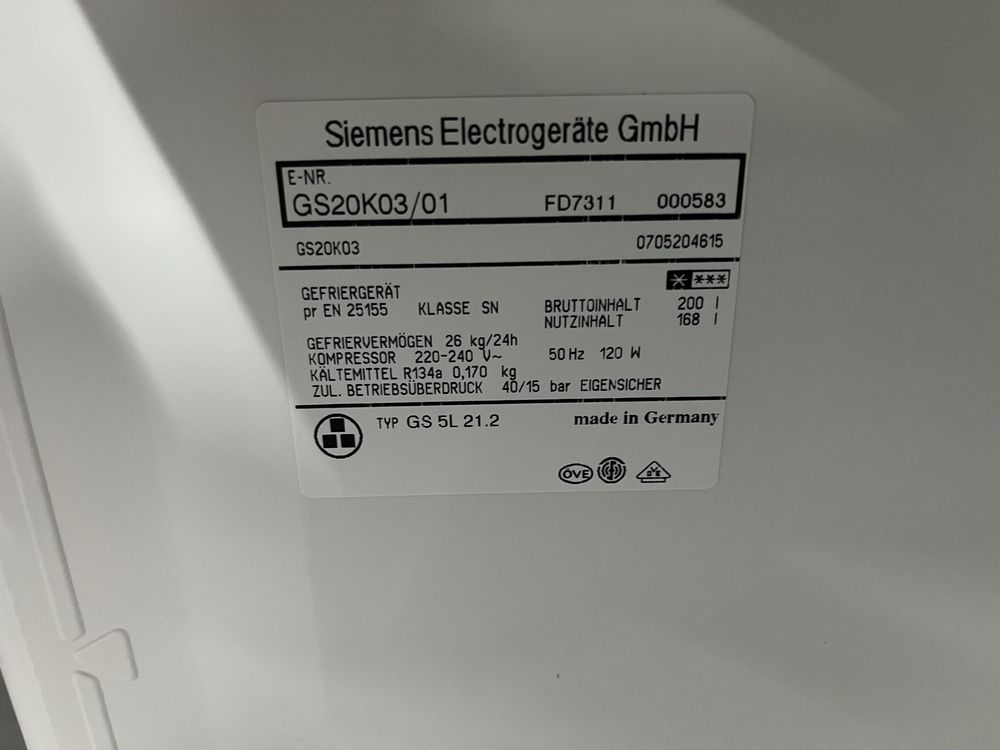 Siemens Electrogeräte GmbH
E-NR.
GS20K03/01 FD7311 000583
GS20K03 0705204615
* ***
GEFRIERGERÄT
pr EN 25155 KLASSE SN BRUTTOINHALT 200 l
NUTZINHALT 168 l
GEFRIERVERMÖGEN 26 kg/24h
KOMPRESSOR 220-240 V~ 50 Hz 120 W
KÄLTEMITTEL R134a 0,170 kg
ZUL. BETRIEBSÜBERDRUCK 40/15 bar EIGENSICHER
TYP GS 5L 21.2 made in Germany
ÖVE